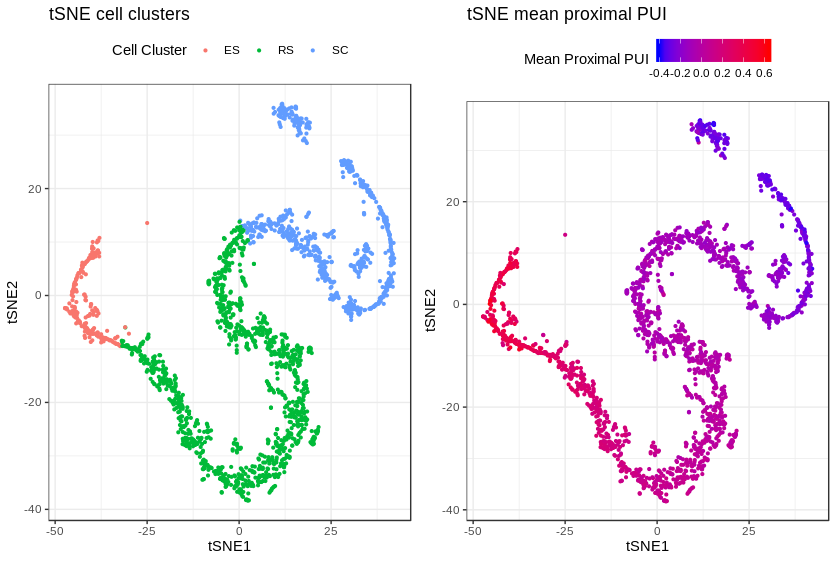 tSNE cell clusters
Cell Cluster ES RS SC
20
0
-20
-40
-50 -25 0 25
tSNE1
tSNE2
tSNE mean proximal PUI
Mean Proximal PUI
-0.4 -0.2 0.0 0.2 0.4 0.6
20
0
-20
-40
-50 -25 0 25
tSNE1
tSNE2